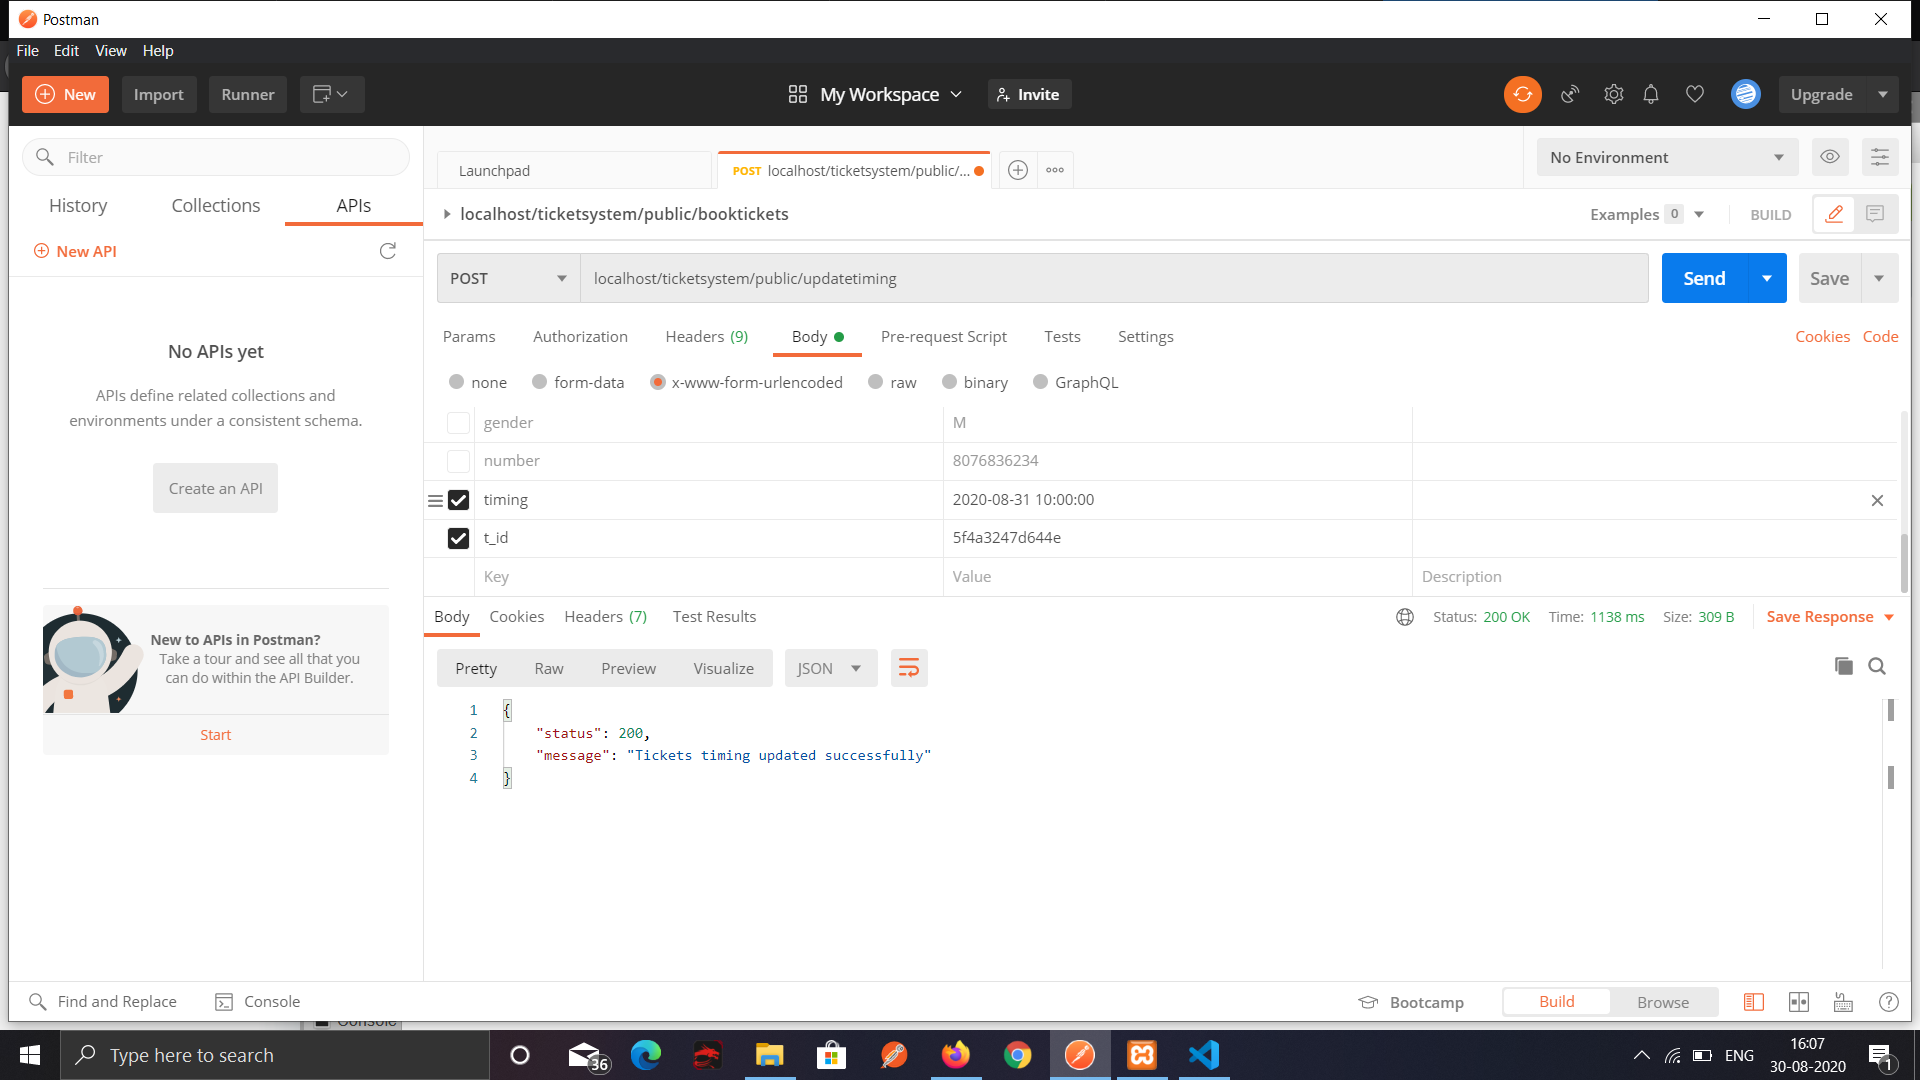 Postman
File Edit View Help
New Import Runner My Workspace Invite Upgrade
Filter
History Collections APIs
New API
No APIs yet
APIs define related collections and
environments under a consistent schema.
Create an API
New to APIs in Postman?
Take a tour and see all that you
can do within the API Builder.
Start
Launchpad POST localhost/ticketsystem/public/... ooo No Environment
localhost/ticketsystem/public/booktickets Examples 0 BUILD
POST localhost/ticketsystem/public/updatetiming Send Save
Params Authorization Headers (9) Body Pre-request Script Tests Settings Cookies Code
none form-data x-www-form-urlencoded raw binary GraphQL
gender M
number 8076836234
timing 2020-08-31 10:00:00
t_id 5f4a3247d644e
Key Value Description
Body Cookies Headers (7) Test Results Status: 200 OK Time: 1138 ms Size: 309 B Save Response
Pretty Raw Preview Visualize JSON
1 {
2 "status": 200,
3 "message": "Tickets timing updated successfully"
4 }
Find and Replace Console Bootcamp Build Browse
Console
Type here to search 36 ENG 16:07
30-08-2020 1